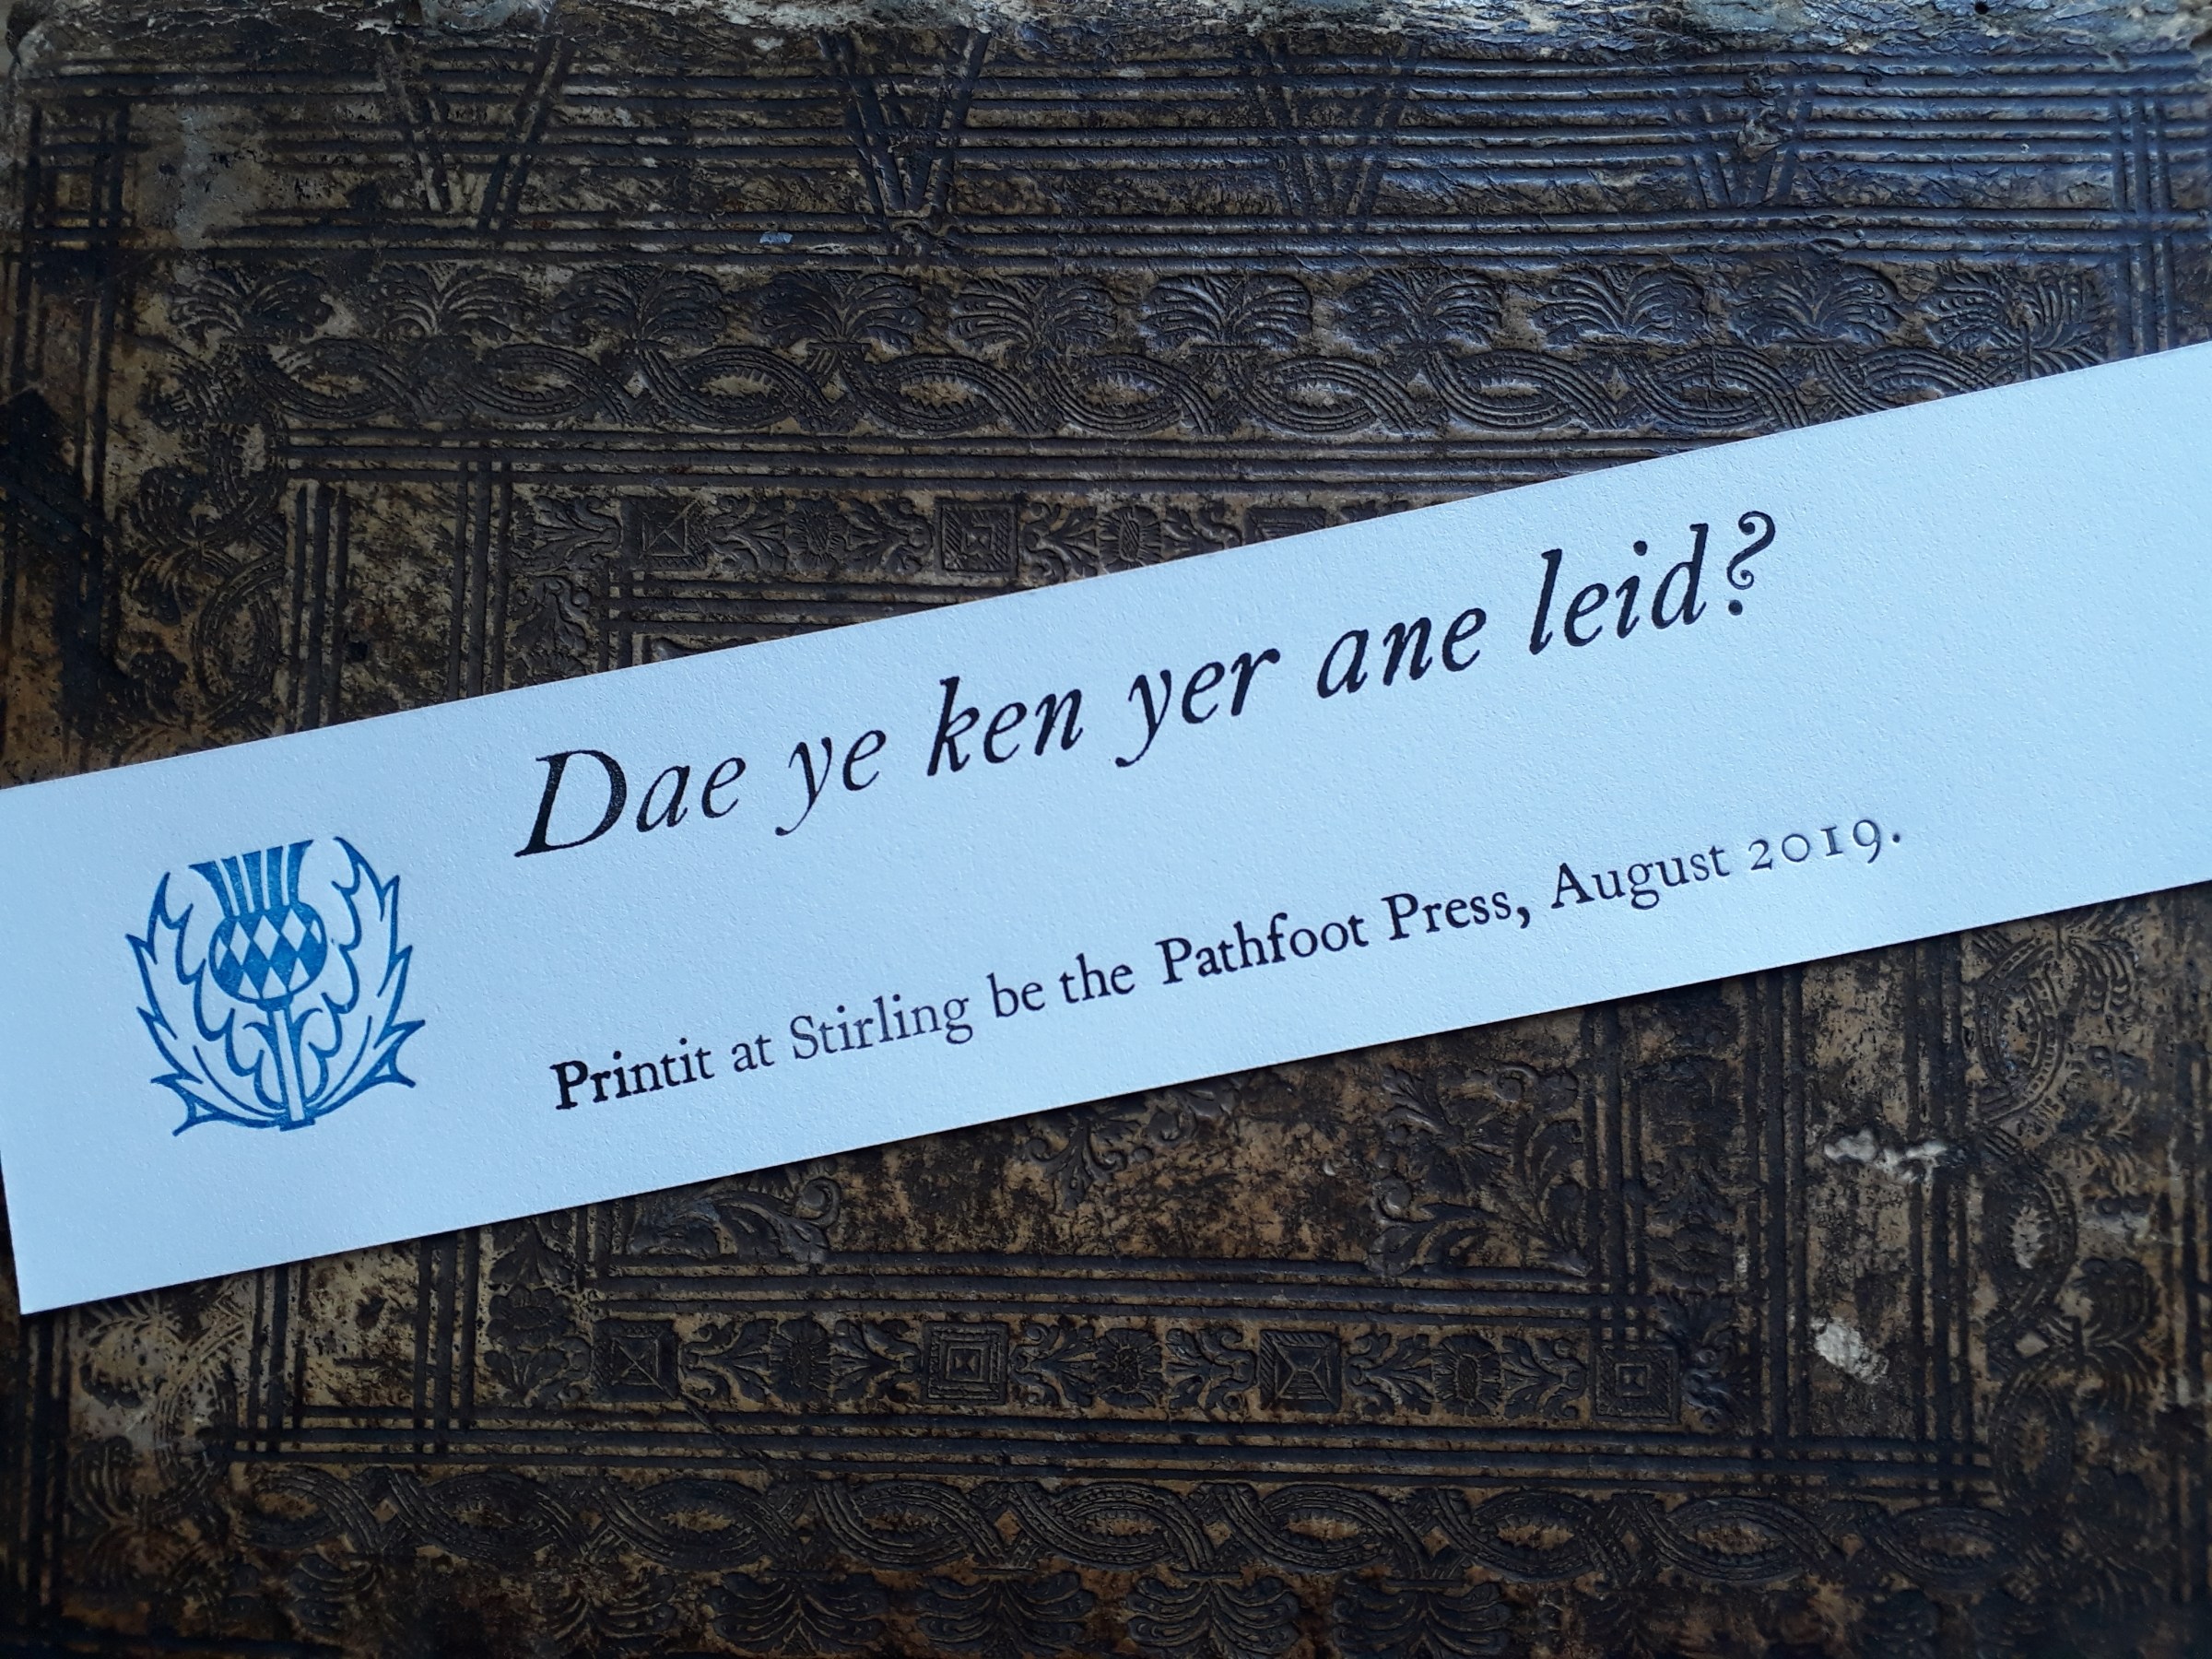 Dae ye ken yer ane leid?
Printit at Stirling be the Pathfoot Press, August 2019.